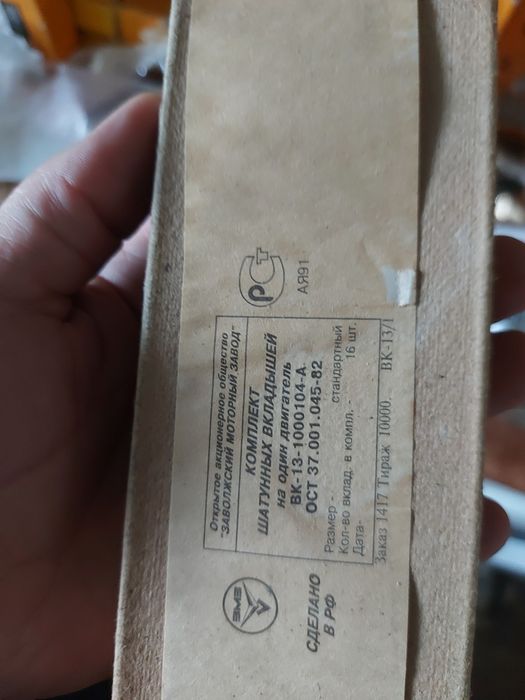 Открытое акционерное общество
"ЗАВОЛЖСКИЙ МОТОРНЫЙ ЗАВОД"
КОМПЛЕКТ
ШАТУННЫХ ВКЛАДЫШЕЙ
на один двигатель
ВК-13-1000104-А
ОСТ 37.001.045-82
Размер - стандартный
Кол-во вклад. в компл. - 16 шт.
Дата-
Заказ 1417 Тираж 10000. ВК-13/1
РСТ
АЯ91
ЗМЗ
СДЕЛАНО
В РФ